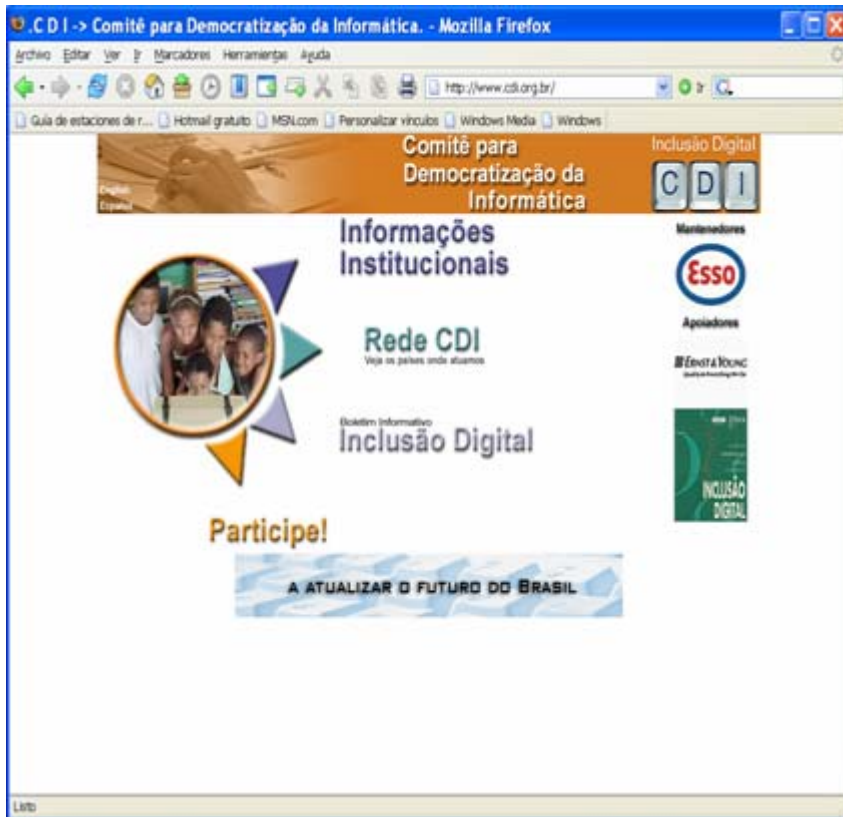 .C D I -> Comitê para Democratização da Informática. - Mozilla Firefox
Archivo Editar Ver Ir Marcadores Herramientas Ayuda
http://www.cdi.org.br/ Ir
Guía de estaciones de r... Hotmail gratuito MSN.com Personalizar vínculos Windows Media Windows
English
Español
Comitê para
Democratização da
Informática
Inclusão Digital
C D I
Informações
Institucionais
Rede CDI
Veja os países onde atuamos
Boletim Informativo
Inclusão Digital
Participe!
A ATUALIZAR O FUTURO DO BRASIL
Mantenedores
Esso
Apoiadores
ERNST & YOUNG
INCLUSÃO
DIGITAL
Listo